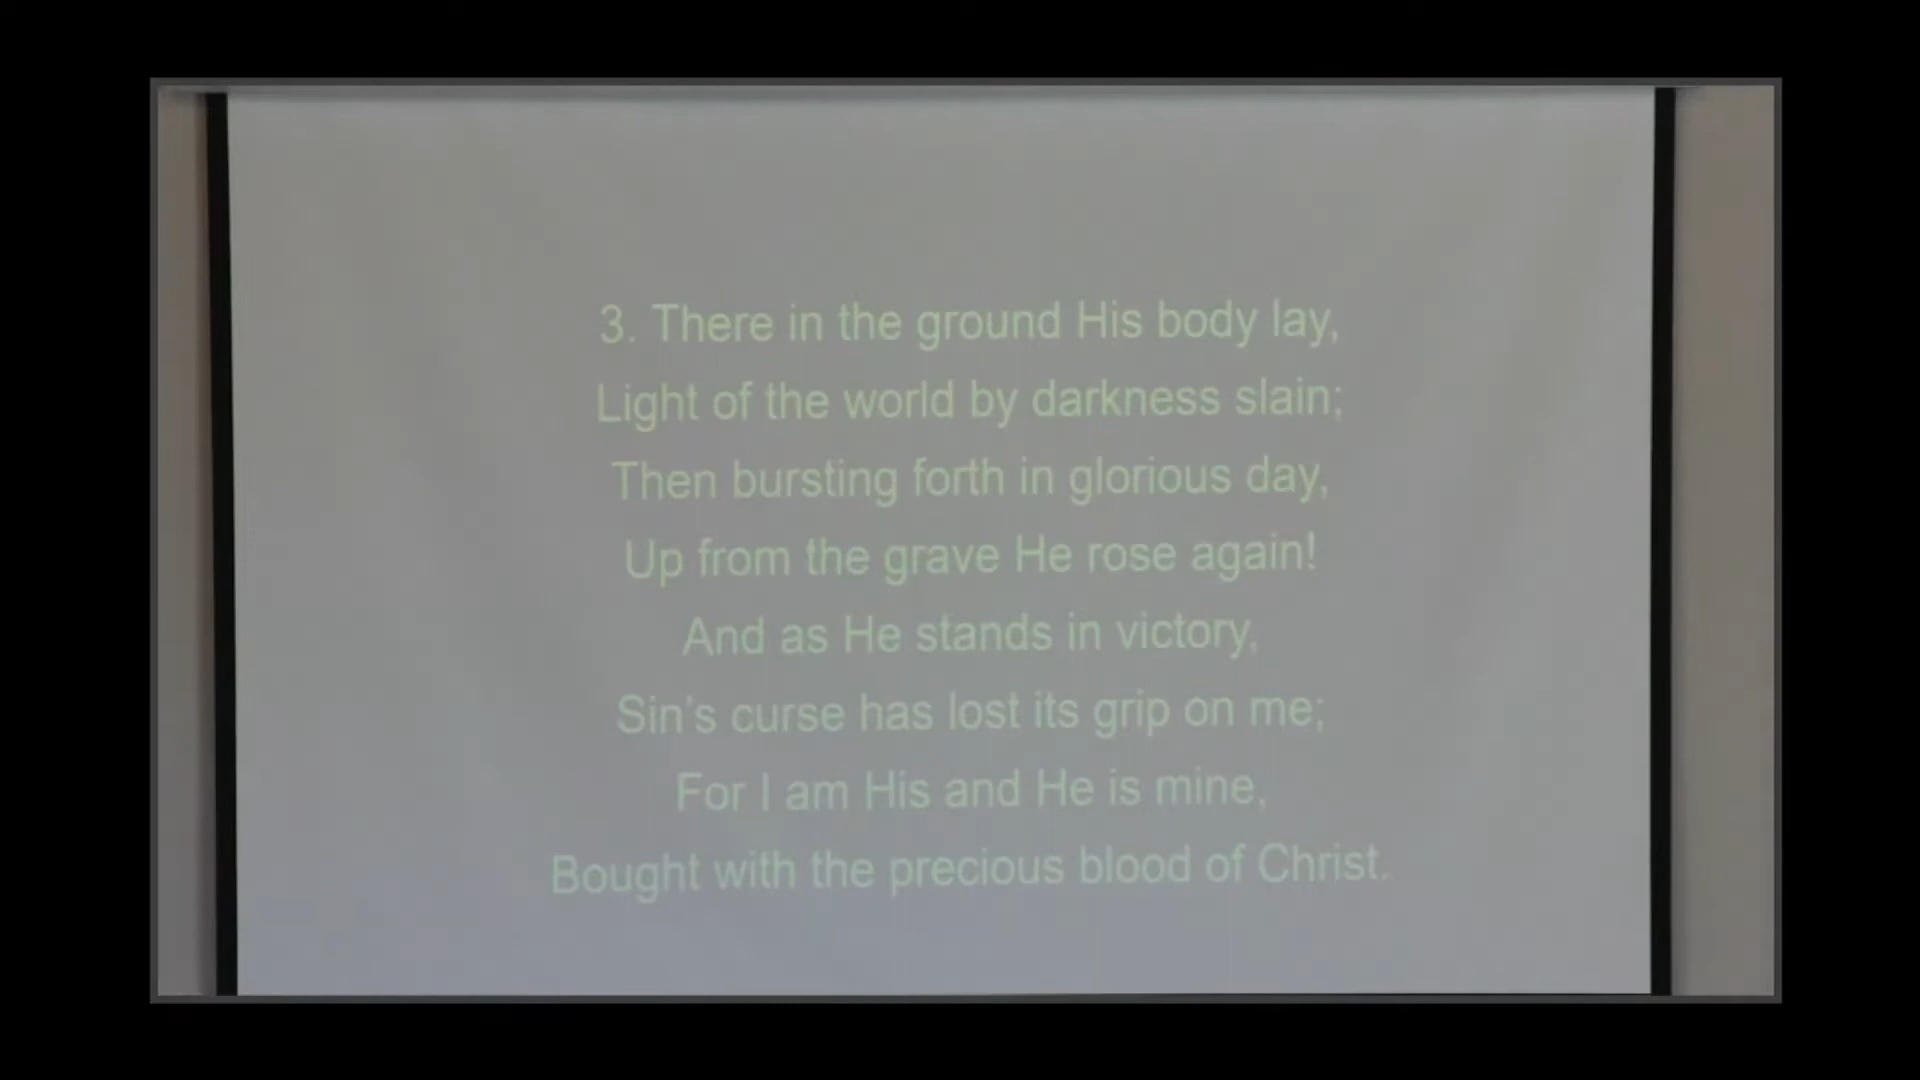 3. There in the ground His body lay,
Light of the world by darkness slain;
Then bursting forth in glorious day,
Up from the grave He rose again!
And as He stands in victory,
Sin's curse has lost its grip on me;
For I am His and He is mine,
Bought with the precious blood of Christ.